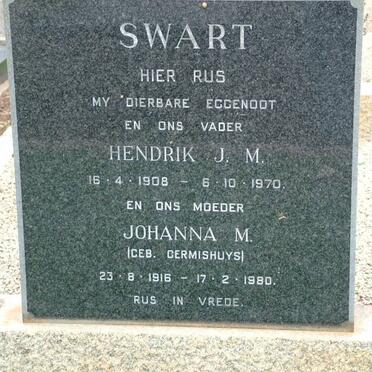 SWART
HIER RUS
MY DIERBARE EGGENOOT
EN ONS VADER
HENDRIK J. M.
16-4-1908 - 6-10-1970.
EN ONS MOEDER
JOHANNA M.
(GEB. GERMISHUYS)
23-8-1916 - 17-2-1980.
RUS IN VREDE.